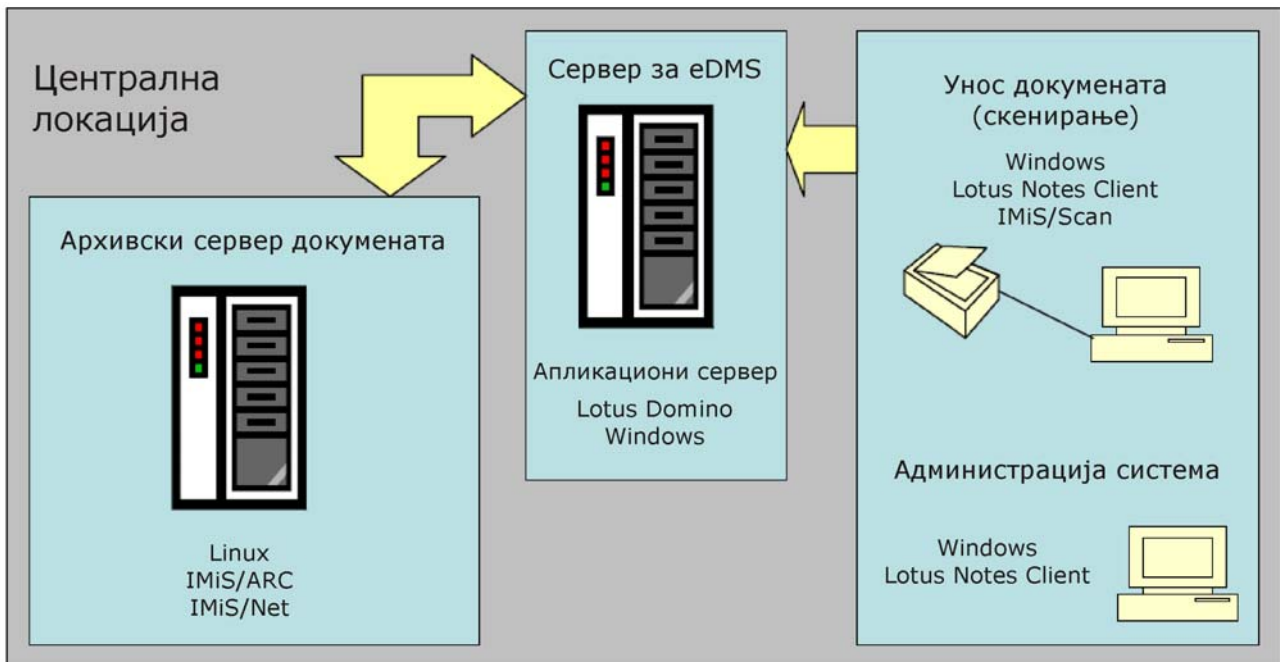 Централна
локација
Архивски сервер докумената
Linux
IMiS/ARC
IMiS/Net
Сервер за eDMS
Апликациони сервер
Lotus Domino
Windows
Унос докумената
(скенирање)
Windows
Lotus Notes Client
IMiS/Scan
Администрација система
Windows
Lotus Notes Client